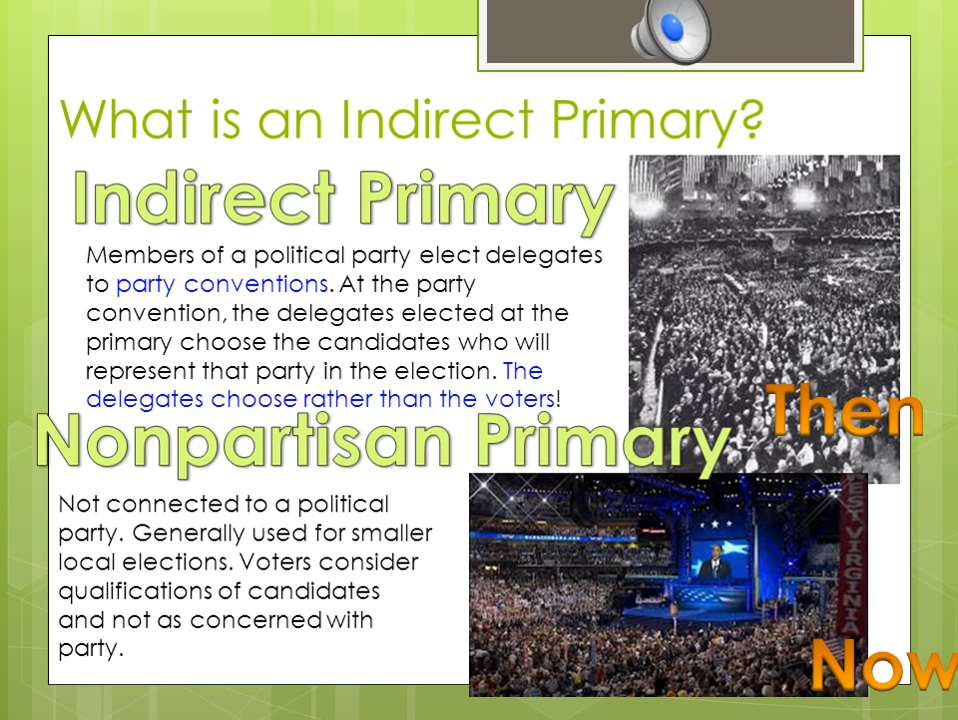 What is an Indirect Primary?
Indirect Primary
Members of a political party elect delegates
to party conventions. At the party
convention, the delegates elected at the
primary choose the candidates who will
represent that party in the election. The
delegates choose rather than the voters!
Then
Nonpartisan Primary
Not connected to a political
party. Generally used for smaller
local elections. Voters consider
qualifications of candidates
and not as concerned with
party.
VIRGINIA
Now